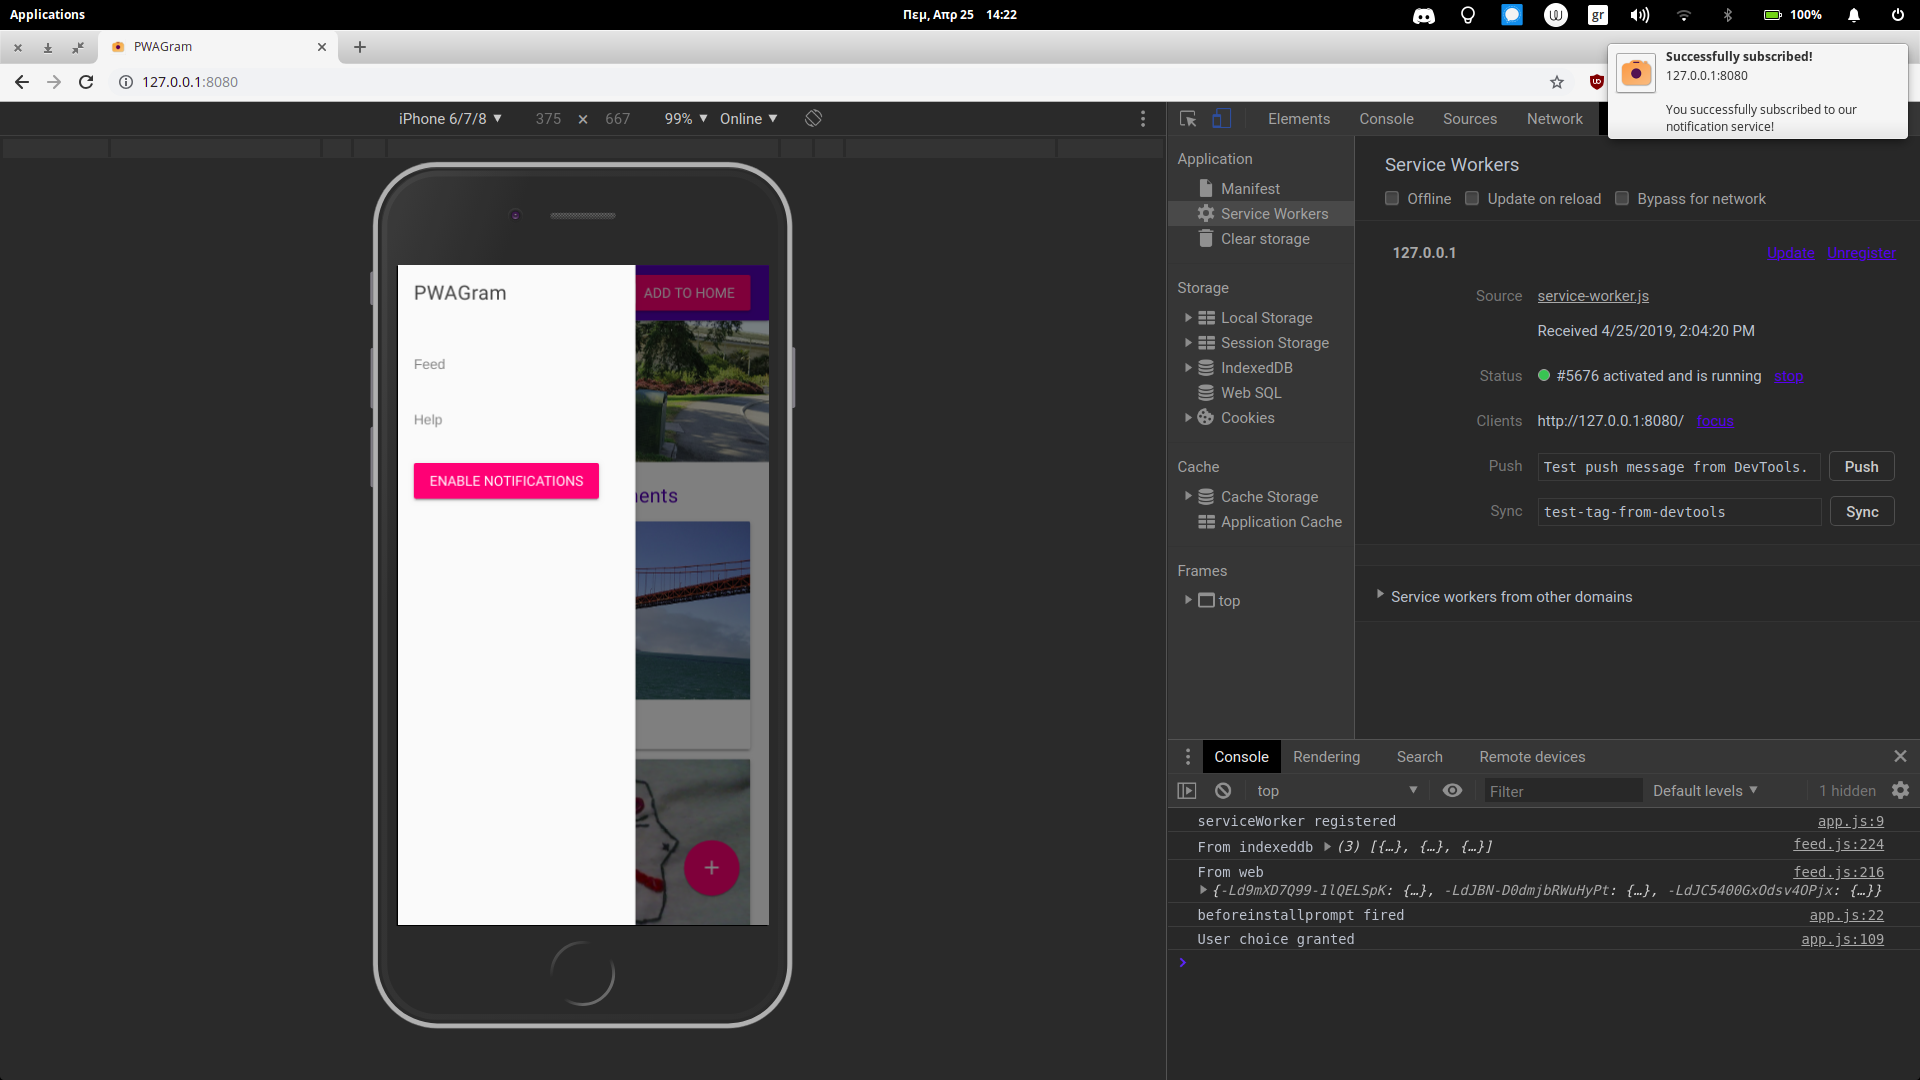 Applications
Πεμ, Απρ 25 14:22
gr
100%
PWAGram
127.0.0.1:8080
Successfully subscribed!
127.0.0.1:8080
You successfully subscribed to our
notification service!
iPhone 6/7/8 375 × 667 99% Online
Elements Console Sources Network
PWAGram
Feed
Help
ENABLE NOTIFICATIONS
ADD TO HOME
ents
+
Application
Manifest
Service Workers
Clear storage
Storage
Local Storage
Session Storage
IndexedDB
Web SQL
Cookies
Cache
Cache Storage
Application Cache
Frames
top
Service Workers
Offline Update on reload Bypass for network
127.0.0.1 Update Unregister
Source service-worker.js
Received 4/25/2019, 2:04:20 PM
Status #5676 activated and is running stop
Clients http://127.0.0.1:8080/ focus
Push Test push message from DevTools. Push
Sync test-tag-from-devtools Sync
Service workers from other domains
Console Rendering Search Remote devices
top Filter Default levels 1 hidden
serviceWorker registered app.js:9
From indexeddb (3) [{…}, {…}, {…}] feed.js:224
From web feed.js:216
{-Ld9mXD7Q99-1lQELSpK: {…}, -LdJBN-D0dmjbRWuHyPt: {…}, -LdJC5400GxOdsv4OPjx: {…}}
beforeinstallprompt fired app.js:22
User choice granted app.js:109